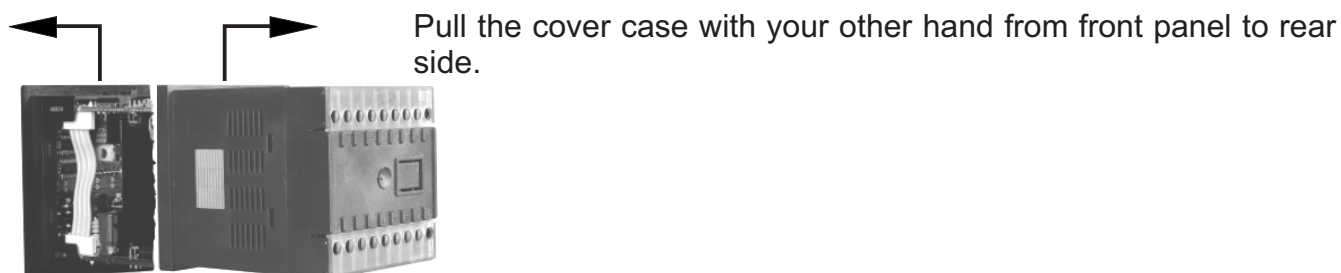 Pull the cover case with your other hand from front panel to rear
side.